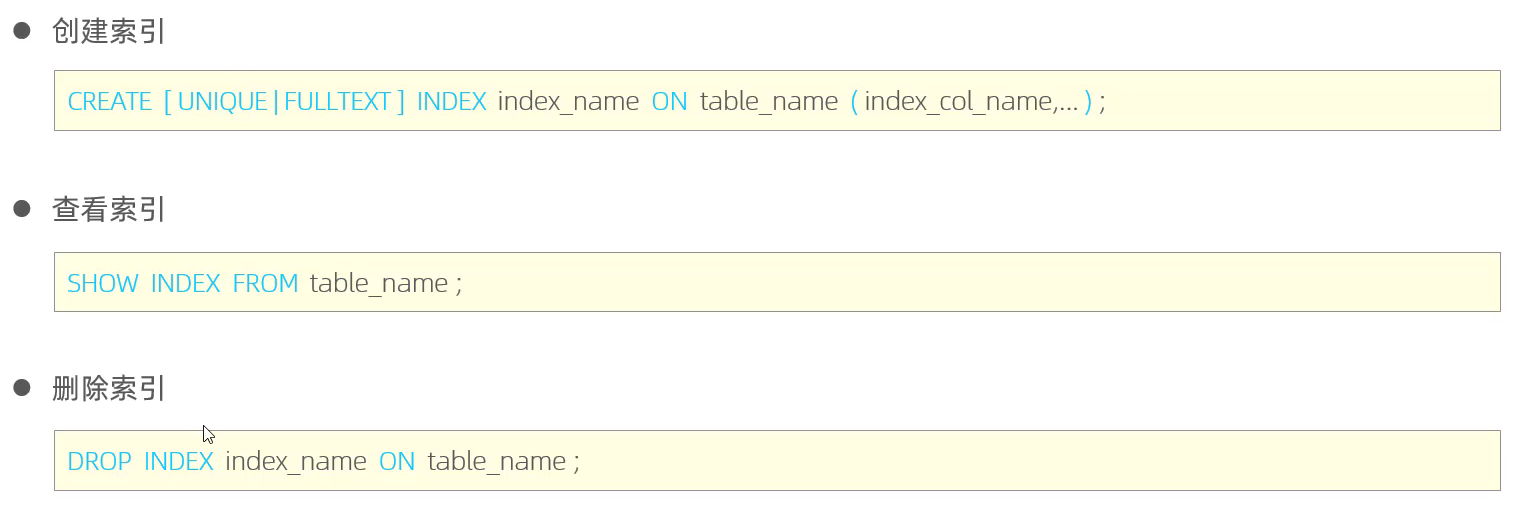 创建索引
CREATE [ UNIQUE | FULLTEXT ] INDEX index_name ON table_name ( index_col_name,... ) ;
查看索引
SHOW INDEX FROM table_name ;
删除索引
DROP INDEX index_name ON table_name ;